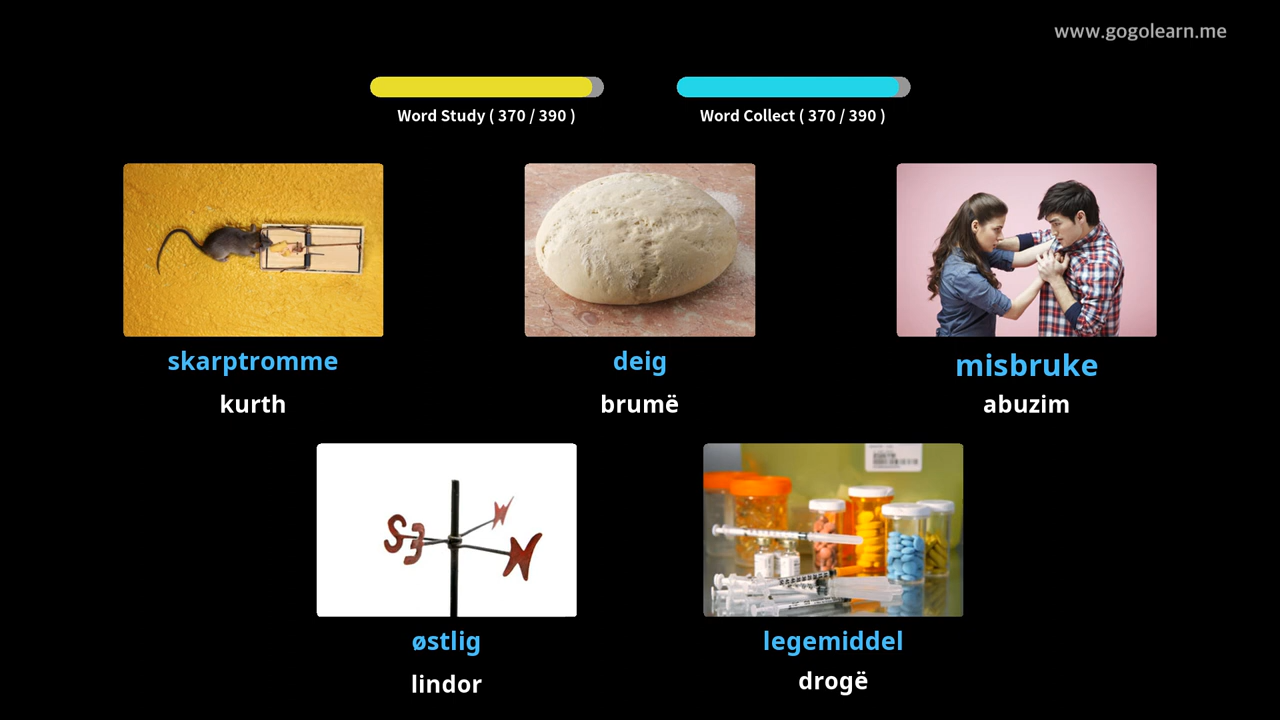 www.gogolearn.me
Word Study ( 370 / 390 )
Word Collect ( 370 / 390 )
skarptromme
deig
misbruke
kurth
brumë
abuzim
østlig
legemiddel
lindor
drogë